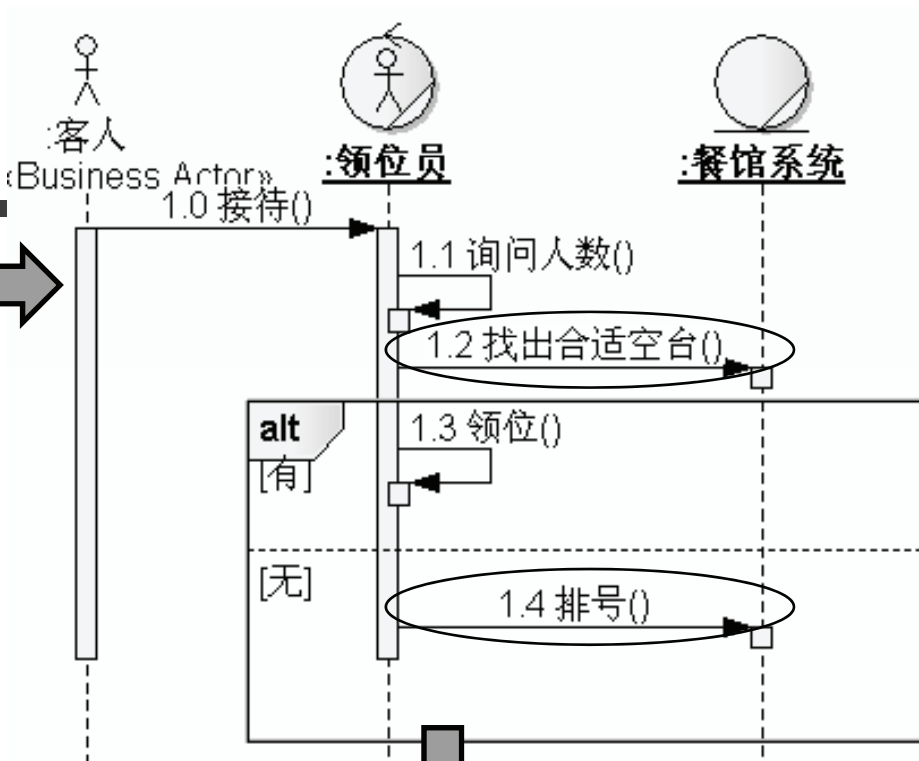 :客人
«Business Actor»
:领位员
:餐馆系统
1.0 接待()
1.1 询问人数()
1.2 找出合适空台()
alt
1.3 领位()
[有]
[无]
1.4 排号()